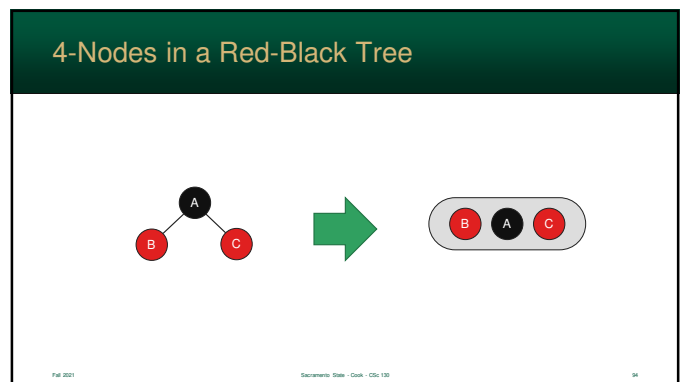 4-Nodes in a Red-Black Tree
A
B
C
B A C
Fall 2021
Sacramento State - Cook - CSc 130
94